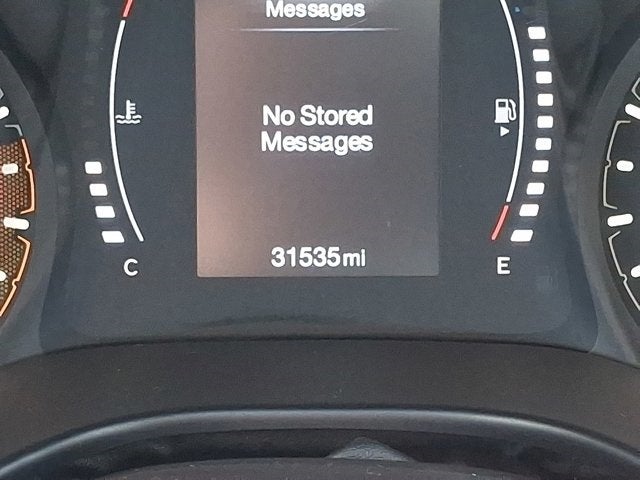 Messages
No Stored
Messages
31535mi
C
E